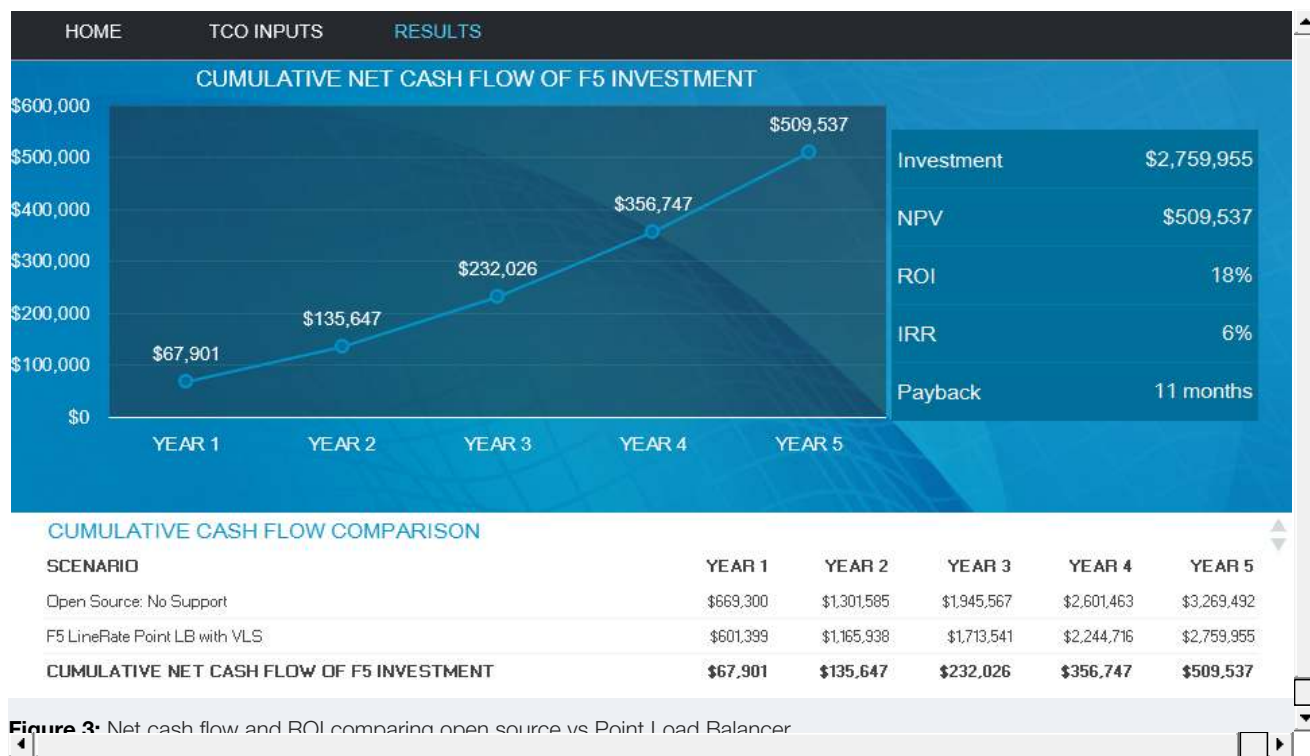 HOME TCO INPUTS RESULTS
CUMULATIVE NET CASH FLOW OF F5 INVESTMENT
$600,000
$500,000
$400,000
$300,000
$200,000
$100,000
$0
$67,901
$135,647
$232,026
$356,747
$509,537
YEAR 1 YEAR 2 YEAR 3 YEAR 4 YEAR 5
Investment $2,759,955
NPV $509,537
ROI 18%
IRR 6%
Payback 11 months
CUMULATIVE CASH FLOW COMPARISON
SCENARIO YEAR 1 YEAR 2 YEAR 3 YEAR 4 YEAR 5
Open Source: No Support $669,300 $1,301,585 $1,945,567 $2,601,463 $3,269,492
F5 LineRate Point LB with VLS $601,399 $1,165,938 $1,713,541 $2,244,716 $2,759,955
CUMULATIVE NET CASH FLOW OF F5 INVESTMENT $67,901 $135,647 $232,026 $356,747 $509,537
Figure 3: Net cash flow and ROI comparing open source vs Point Load Balancer